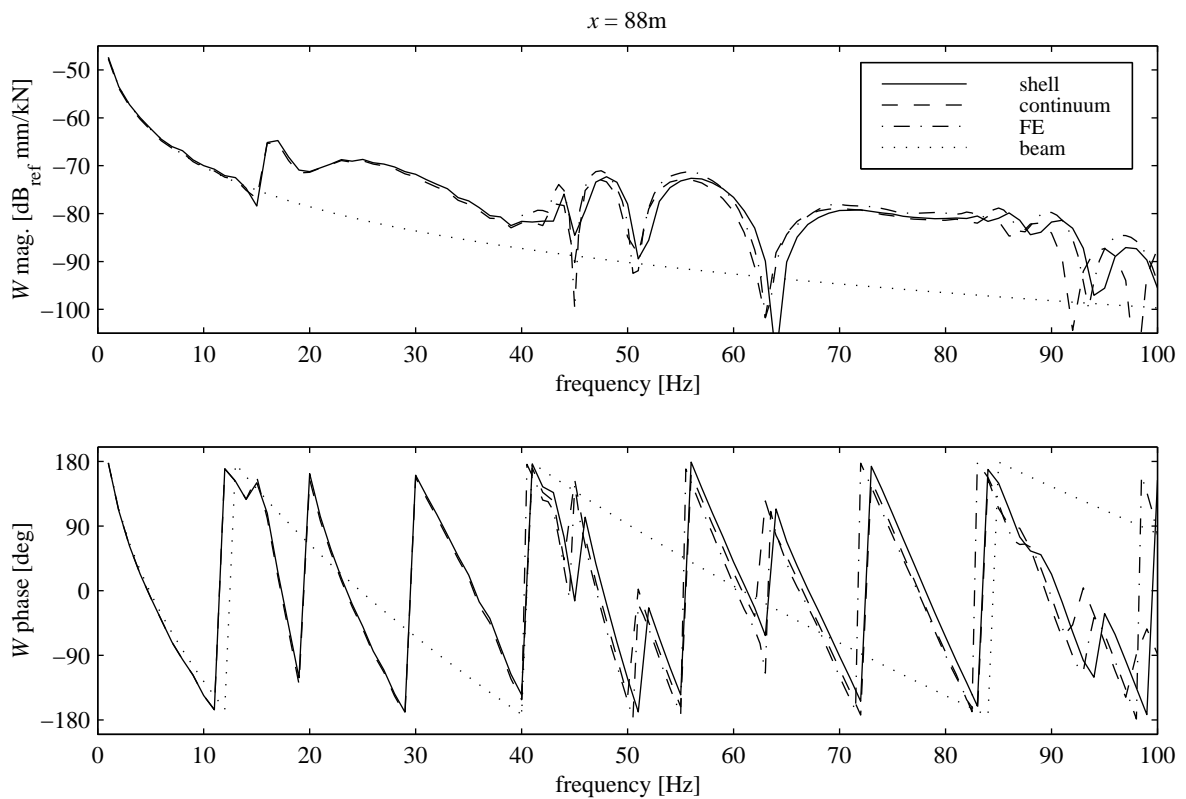 x = 88m
W mag. [dBref mm/kN]
−50
−60
−70
−80
−90
−100
shell
continuum
FE
beam
0 10 20 30 40 50 60 70 80 90 100
frequency [Hz]
W phase [deg]
180
90
0
−90
−180
0 10 20 30 40 50 60 70 80 90 100
frequency [Hz]